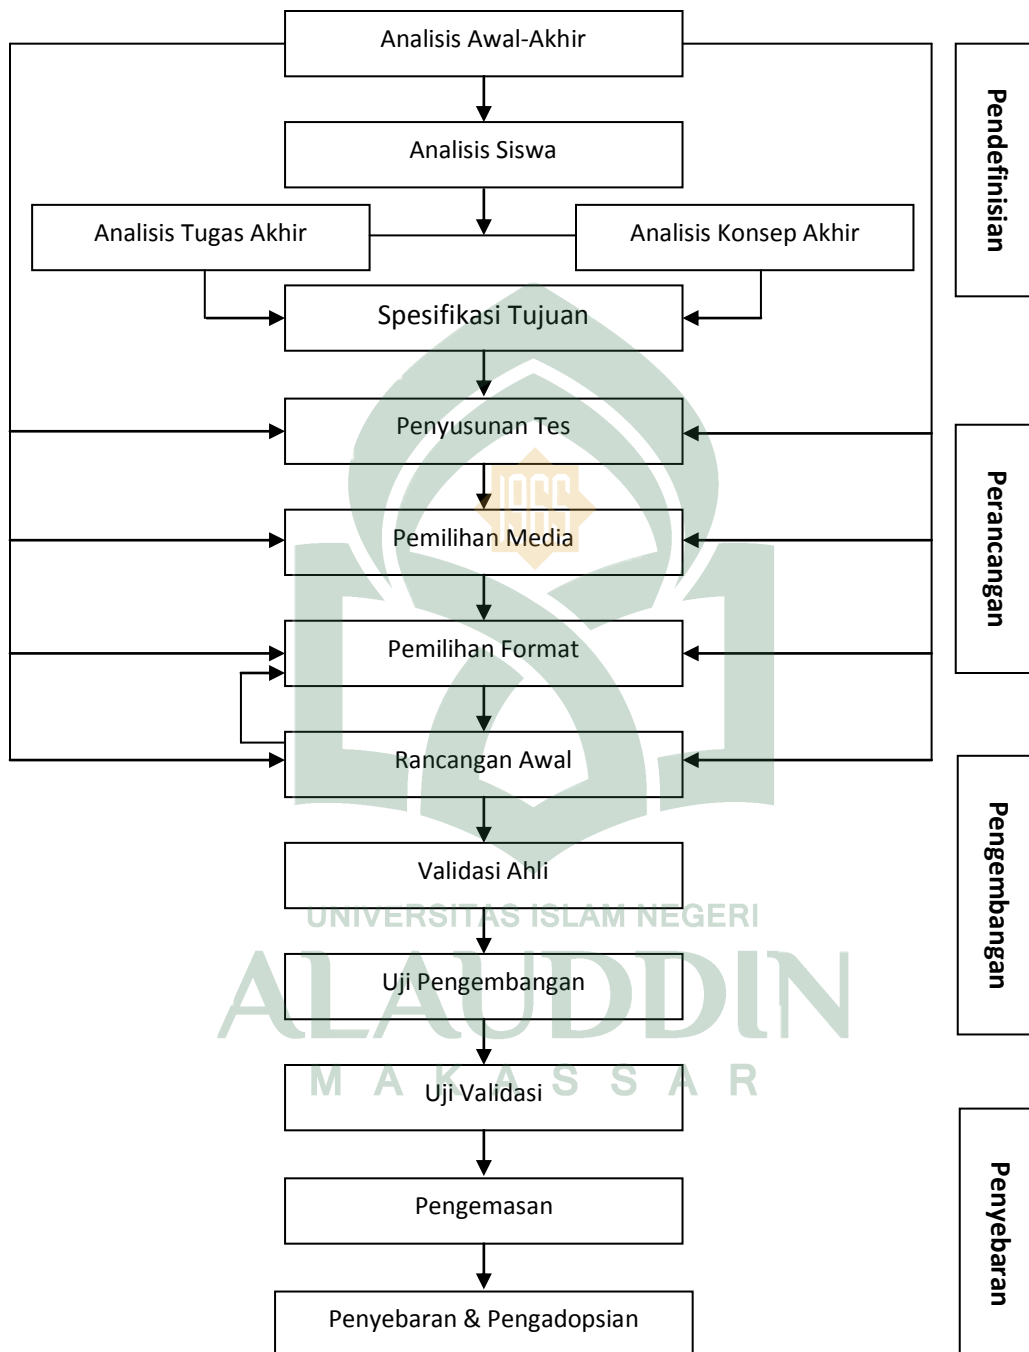 Analisis Awal-Akhir
Analisis Siswa
Analisis Tugas Akhir
Analisis Konsep Akhir
Spesifikasi Tujuan
Pendefinisian
Penyusunan Tes
1965
Pemilihan Media
Pemilihan Format
Rancangan Awal
Perancangan
Validasi Ahli
UNIVERSITAS ISLAM NEGERI
Uji Pengembangan
ALAUDDIN
Pengembangan
Uji Validasi
MAKASSAR
Pengemasan
Penyebaran & Pengadopsian
Penyebaran